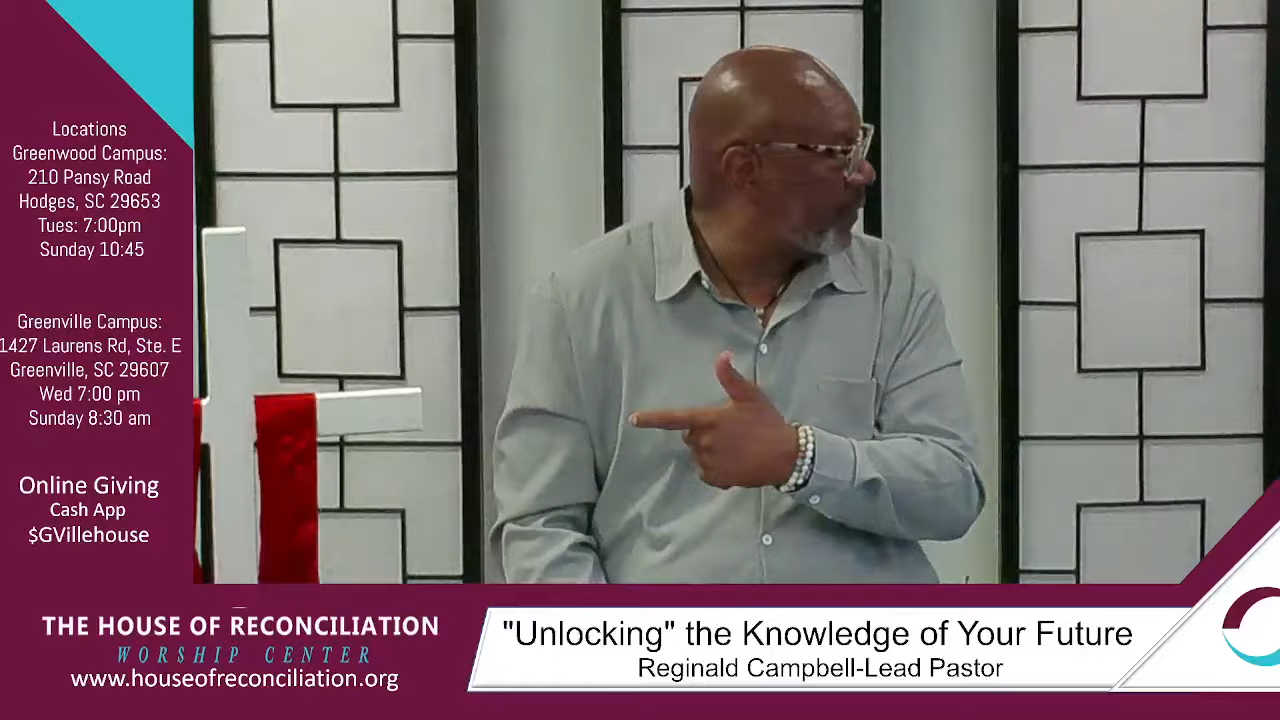 Locations
Greenwood Campus:
210 Pansy Road
Hodges, SC 29653
Tues: 7:00pm
Sunday 10:45
Greenville Campus:
1427 Laurens Rd, Ste. E
Greenville, SC 29607
Wed 7:00 pm
Sunday 8:30 am
Online Giving
Cash App
$GVillehouse
THE HOUSE OF RECONCILIATION
WORSHIP CENTER
www.houseofreconciliation.org
"Unlocking" the Knowledge of Your Future
Reginald Campbell-Lead Pastor